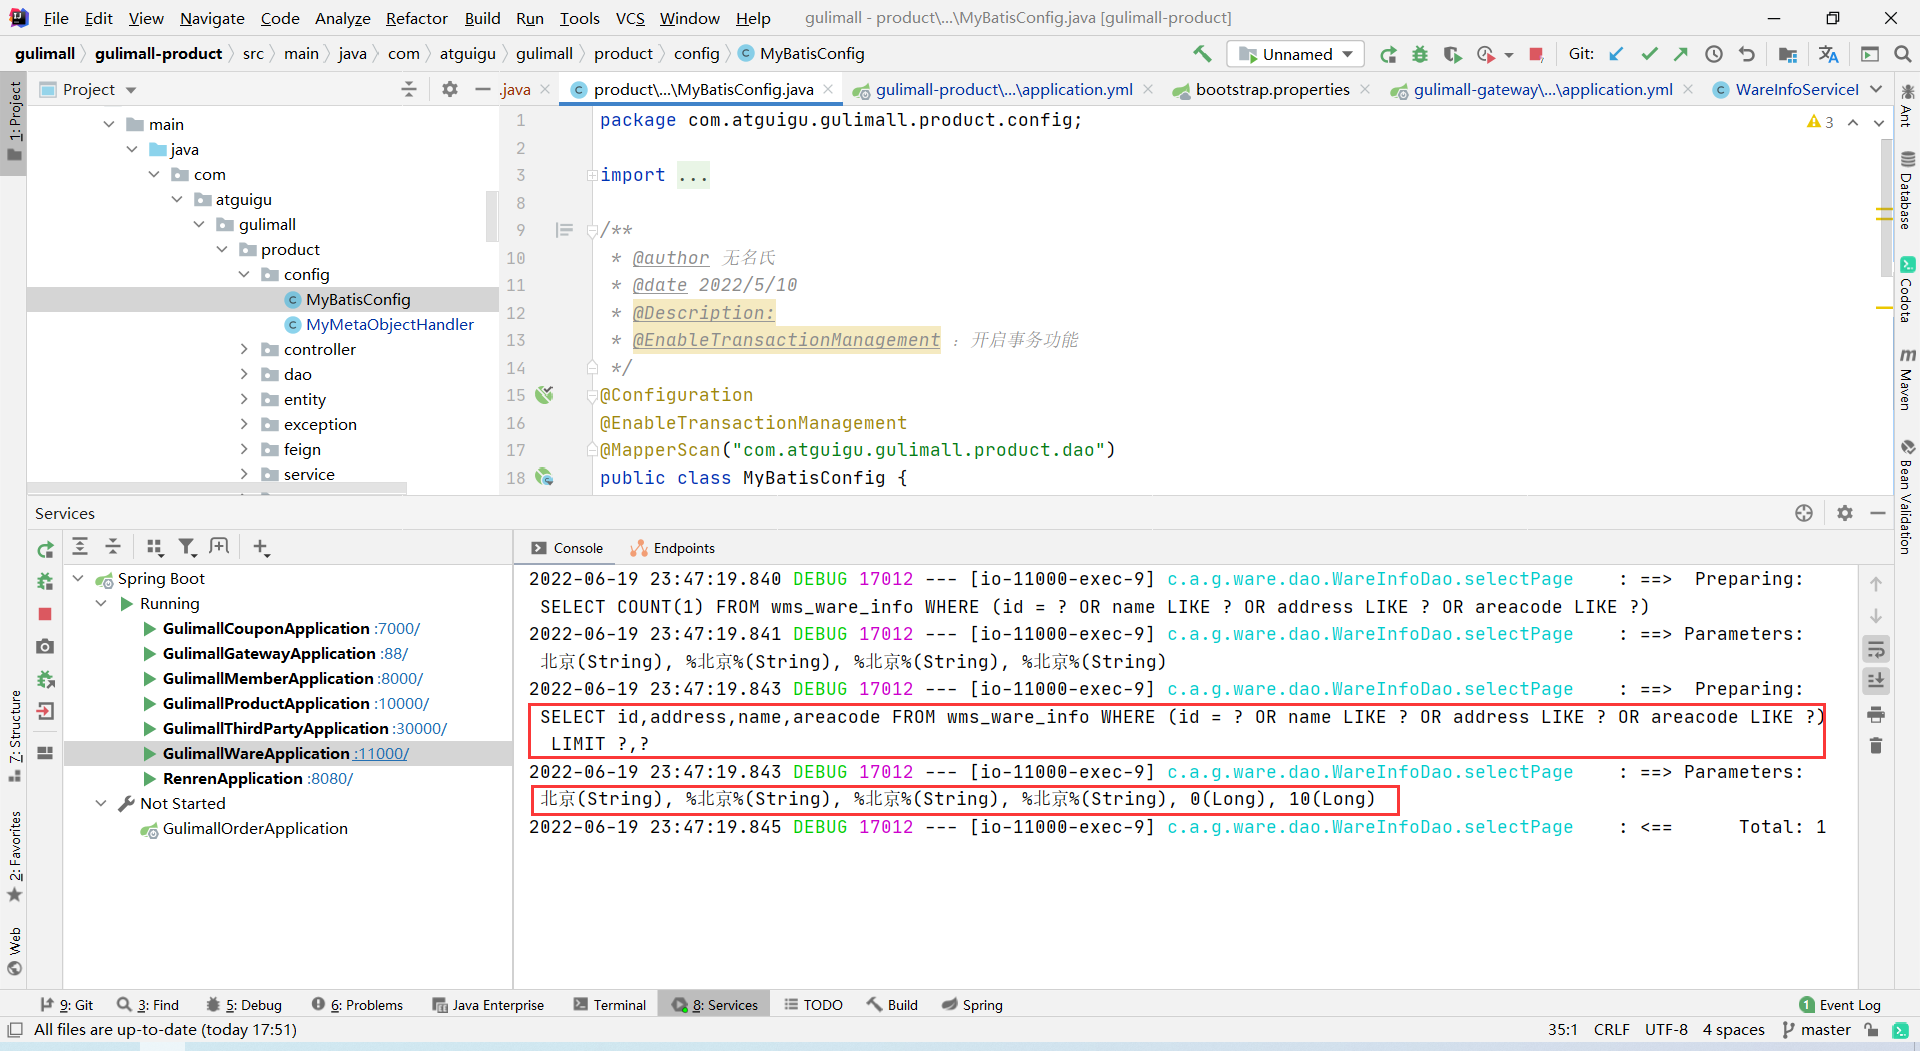 File Edit View Navigate Code Analyze Refactor Build Run Tools VCS Window Help gulimall - product\...\MyBatisConfig.java [gulimall-product]
gulimall gulimall-product src main java com atguigu gulimall product config MyBatisConfig Unnamed Git:
Project .java product\...\MyBatisConfig.java gulimall-product\...\application.yml bootstrap.properties gulimall-gateway\...\application.yml WareInfoServiceI
1: Project
main
java
com
atguigu
gulimall
product
config
MyBatisConfig
MyMetaObjectHandler
controller
dao
entity
exception
feign
service
1 package com.atguigu.gulimall.product.config;
2
3 import ...
8
9 /**
10 * @author 无名氏
11 * @date 2022/5/10
12 * @Description:
13 * @EnableTransactionManagement : 开启事务功能
14 */
15 @Configuration
16 @EnableTransactionManagement
17 @MapperScan("com.atguigu.gulimall.product.dao")
18 public class MyBatisConfig {
3
Ant
Database
Codota
Maven
Bean Validation
Services
Spring Boot
Running
GulimallCouponApplication :7000/
GulimallGatewayApplication :88/
GulimallMemberApplication :8000/
GulimallProductApplication :10000/
GulimallThirdPartyApplication :30000/
GulimallWareApplication :11000/
RenrenApplication :8080/
Not Started
GulimallOrderApplication
Console Endpoints
2022-06-19 23:47:19.840 DEBUG 17012 --- [io-11000-exec-9] c.a.g.ware.dao.WareInfoDao.selectPage : ==> Preparing:
SELECT COUNT(1) FROM wms_ware_info WHERE (id = ? OR name LIKE ? OR address LIKE ? OR areacode LIKE ?)
2022-06-19 23:47:19.841 DEBUG 17012 --- [io-11000-exec-9] c.a.g.ware.dao.WareInfoDao.selectPage : ==> Parameters:
北京(String), %北京%(String), %北京%(String), %北京%(String)
2022-06-19 23:47:19.843 DEBUG 17012 --- [io-11000-exec-9] c.a.g.ware.dao.WareInfoDao.selectPage : ==> Preparing:
SELECT id,address,name,areacode FROM wms_ware_info WHERE (id = ? OR name LIKE ? OR address LIKE ? OR areacode LIKE ?)
LIMIT ?,?
2022-06-19 23:47:19.843 DEBUG 17012 --- [io-11000-exec-9] c.a.g.ware.dao.WareInfoDao.selectPage : ==> Parameters:
北京(String), %北京%(String), %北京%(String), %北京%(String), 0(Long), 10(Long)
2022-06-19 23:47:19.845 DEBUG 17012 --- [io-11000-exec-9] c.a.g.ware.dao.WareInfoDao.selectPage : <== Total: 1
7: Structure
2: Favorites
Web
9: Git 3: Find 5: Debug 6: Problems Java Enterprise Terminal 8: Services TODO Build Spring 1 Event Log
All files are up-to-date (today 17:51) 35:1 CRLF UTF-8 4 spaces master